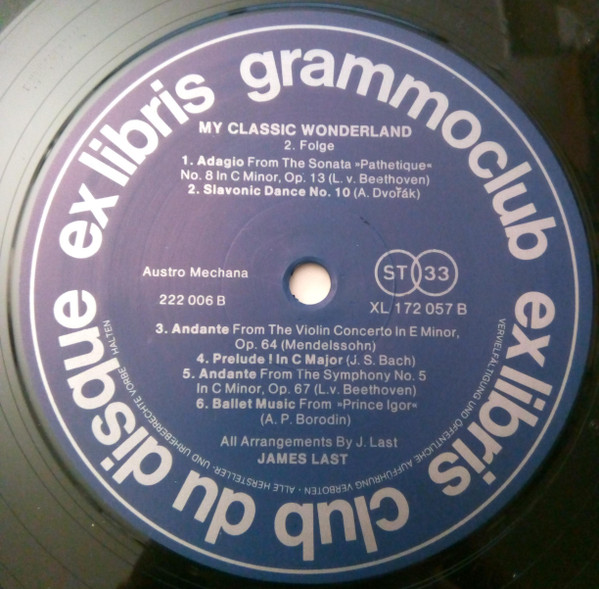 ex libris grammoclub
MY CLASSIC WONDERLAND
2. Folge
1. Adagio From The Sonata »Pathetique«
No. 8 In C Minor, Op. 13 (L. v. Beethoven)
2. Slavonic Dance No. 10 (A. Dvořák)
Austro Mechana
222 006 B
ST 33
XL 172 057 B
3. Andante From The Violin Concerto In E Minor,
Op. 64 (Mendelssohn)
4. Prelude I In C Major (J. S. Bach)
5. Andante From The Symphony No. 5
In C Minor, Op. 67 (L.v. Beethoven)
6. Ballet Music From »Prince Igor«
(A. P. Borodin)
All Arrangements By J. Last
JAMES LAST
VERVIELFÄLTIGUNG UND ÖFFENTLICHE AUFFÜHRUNG VERBOTEN · ALLE HERSTELLER- UND URHEBERRECHTE VORBEHALTEN
ex libris club du disque